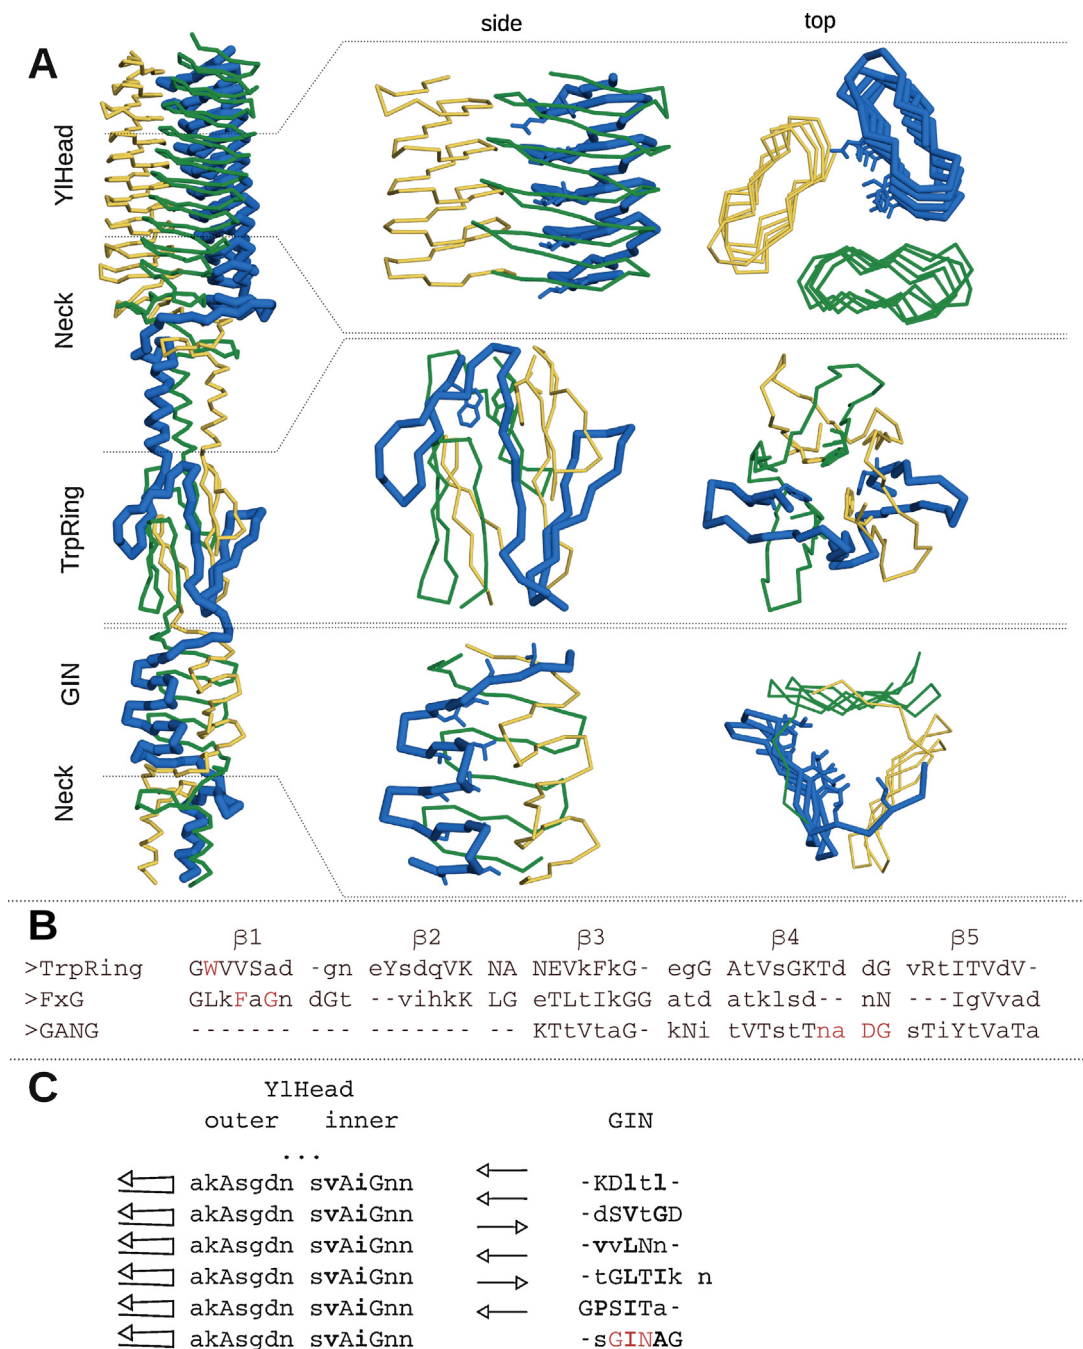 side top
A
YlHead
Neck
TrpRing
GIN
Neck
B
β1 β2 β3 β4 β5
>TrpRing GWVVSad -gn eYsdqVK NA NEVkFkG- egG AtVsGKTd dG vRtITVdV-
>FxG GLkFaGn dGt --vihkK LG eTLtIkGG atd atklsd-- nN ---IgVvad
>GANG ------- --- ------- -- KTtVtaG- kNi tVTstTna DG sTiYtVaTa
C
YlHead
outer inner GIN
...
akAsgdn svAiGnn -KDltl-
akAsgdn svAiGnn -dSVtGD
akAsgdn svAiGnn -vvLNn-
akAsgdn svAiGnn -tGLTIk n
akAsgdn svAiGnn GPSITa-
akAsgdn svAiGnn -sGINAG